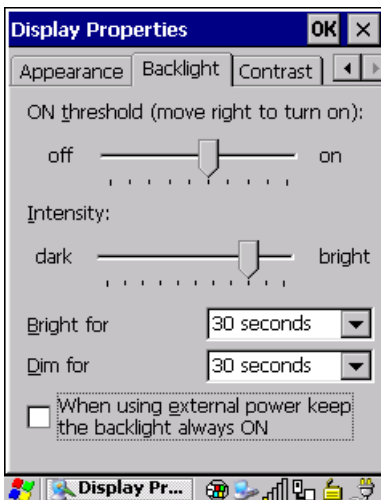 Display Properties OK ×
Appearance Backlight Contrast
ON threshold (move right to turn on):
off on
Intensity:
dark bright
Bright for 30 seconds
Dim for 30 seconds
When using external power keep
the backlight always ON
Display Pr...